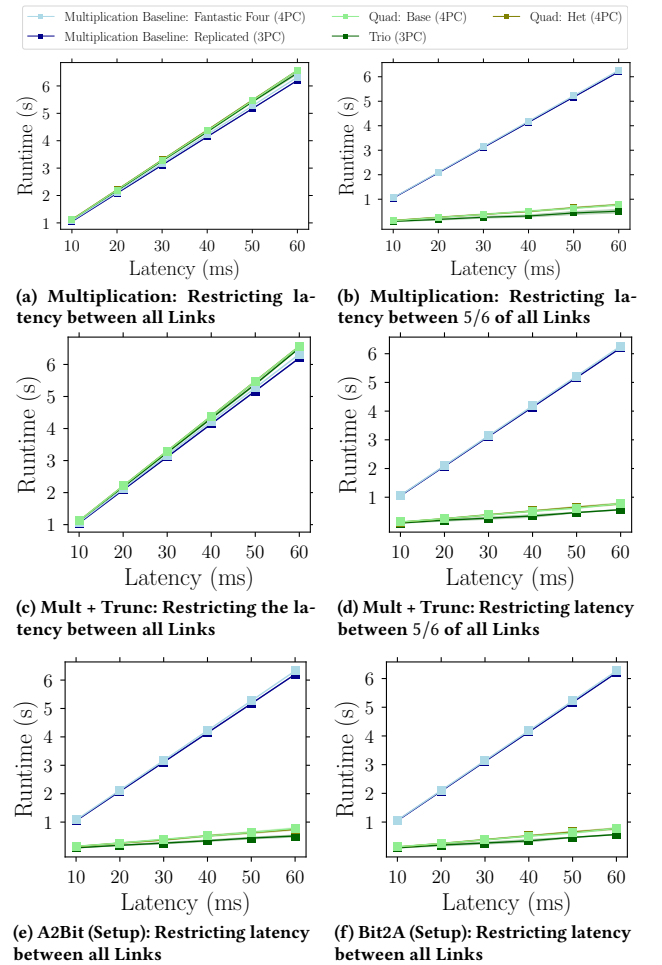 Multiplication Baseline: Fantastic Four (4PC) Quad: Base (4PC) Quad: Het (4PC)
Multiplication Baseline: Replicated (3PC) Trio (3PC)
6
5
4
3
2
1
Runtime (s)
10 20 30 40 50 60
Latency (ms)
(a) Multiplication: Restricting la-
tency between all Links
6
5
4
3
2
1
Runtime (s)
10 20 30 40 50 60
Latency (ms)
(b) Multiplication: Restricting la-
tency between 5/6 of all Links
6
5
4
3
2
1
Runtime (s)
10 20 30 40 50 60
Latency (ms)
(c) Mult + Trunc: Restricting the la-
tency between all Links
6
5
4
3
2
1
Runtime (s)
10 20 30 40 50 60
Latency (ms)
(d) Mult + Trunc: Restricting latency
between 5/6 of all Links
6
5
4
3
2
1
Runtime (s)
10 20 30 40 50 60
Latency (ms)
(e) A2Bit (Setup): Restricting latency
between all Links
6
5
4
3
2
1
Runtime (s)
10 20 30 40 50 60
Latency (ms)
(f) Bit2A (Setup): Restricting latency
between all Links